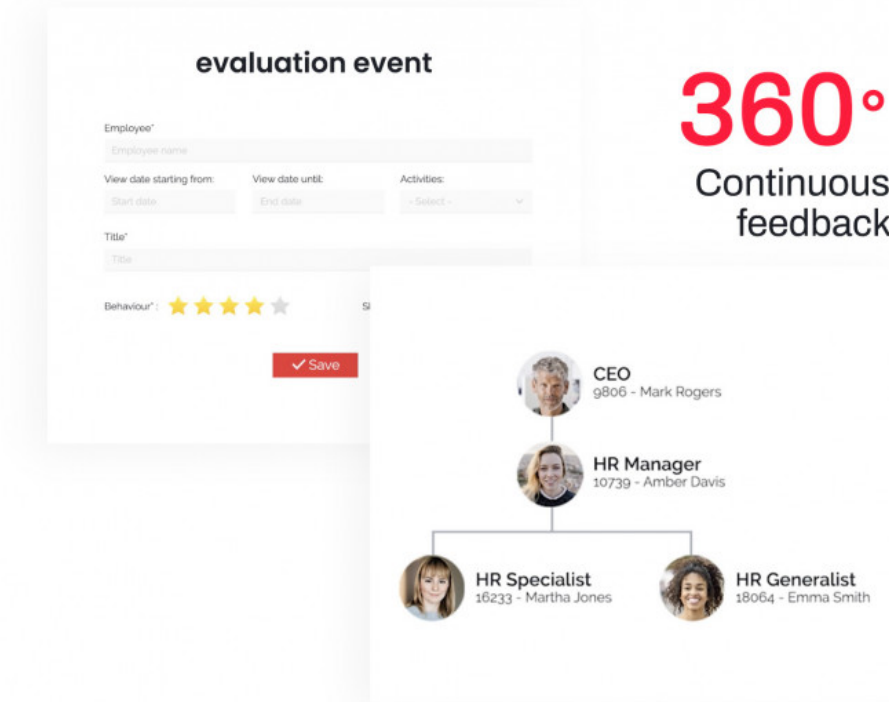 evaluation event
Employee*
Employee name
View date starting from: View date until: Activities:
Start date End date - Select -
Title*
Title
Behaviour* :
Save
360°
Continuous
feedback
CEO
9806 - Mark Rogers
HR Manager
10739 - Amber Davis
HR Specialist
16233 - Martha Jones
HR Generalist
18064 - Emma Smith